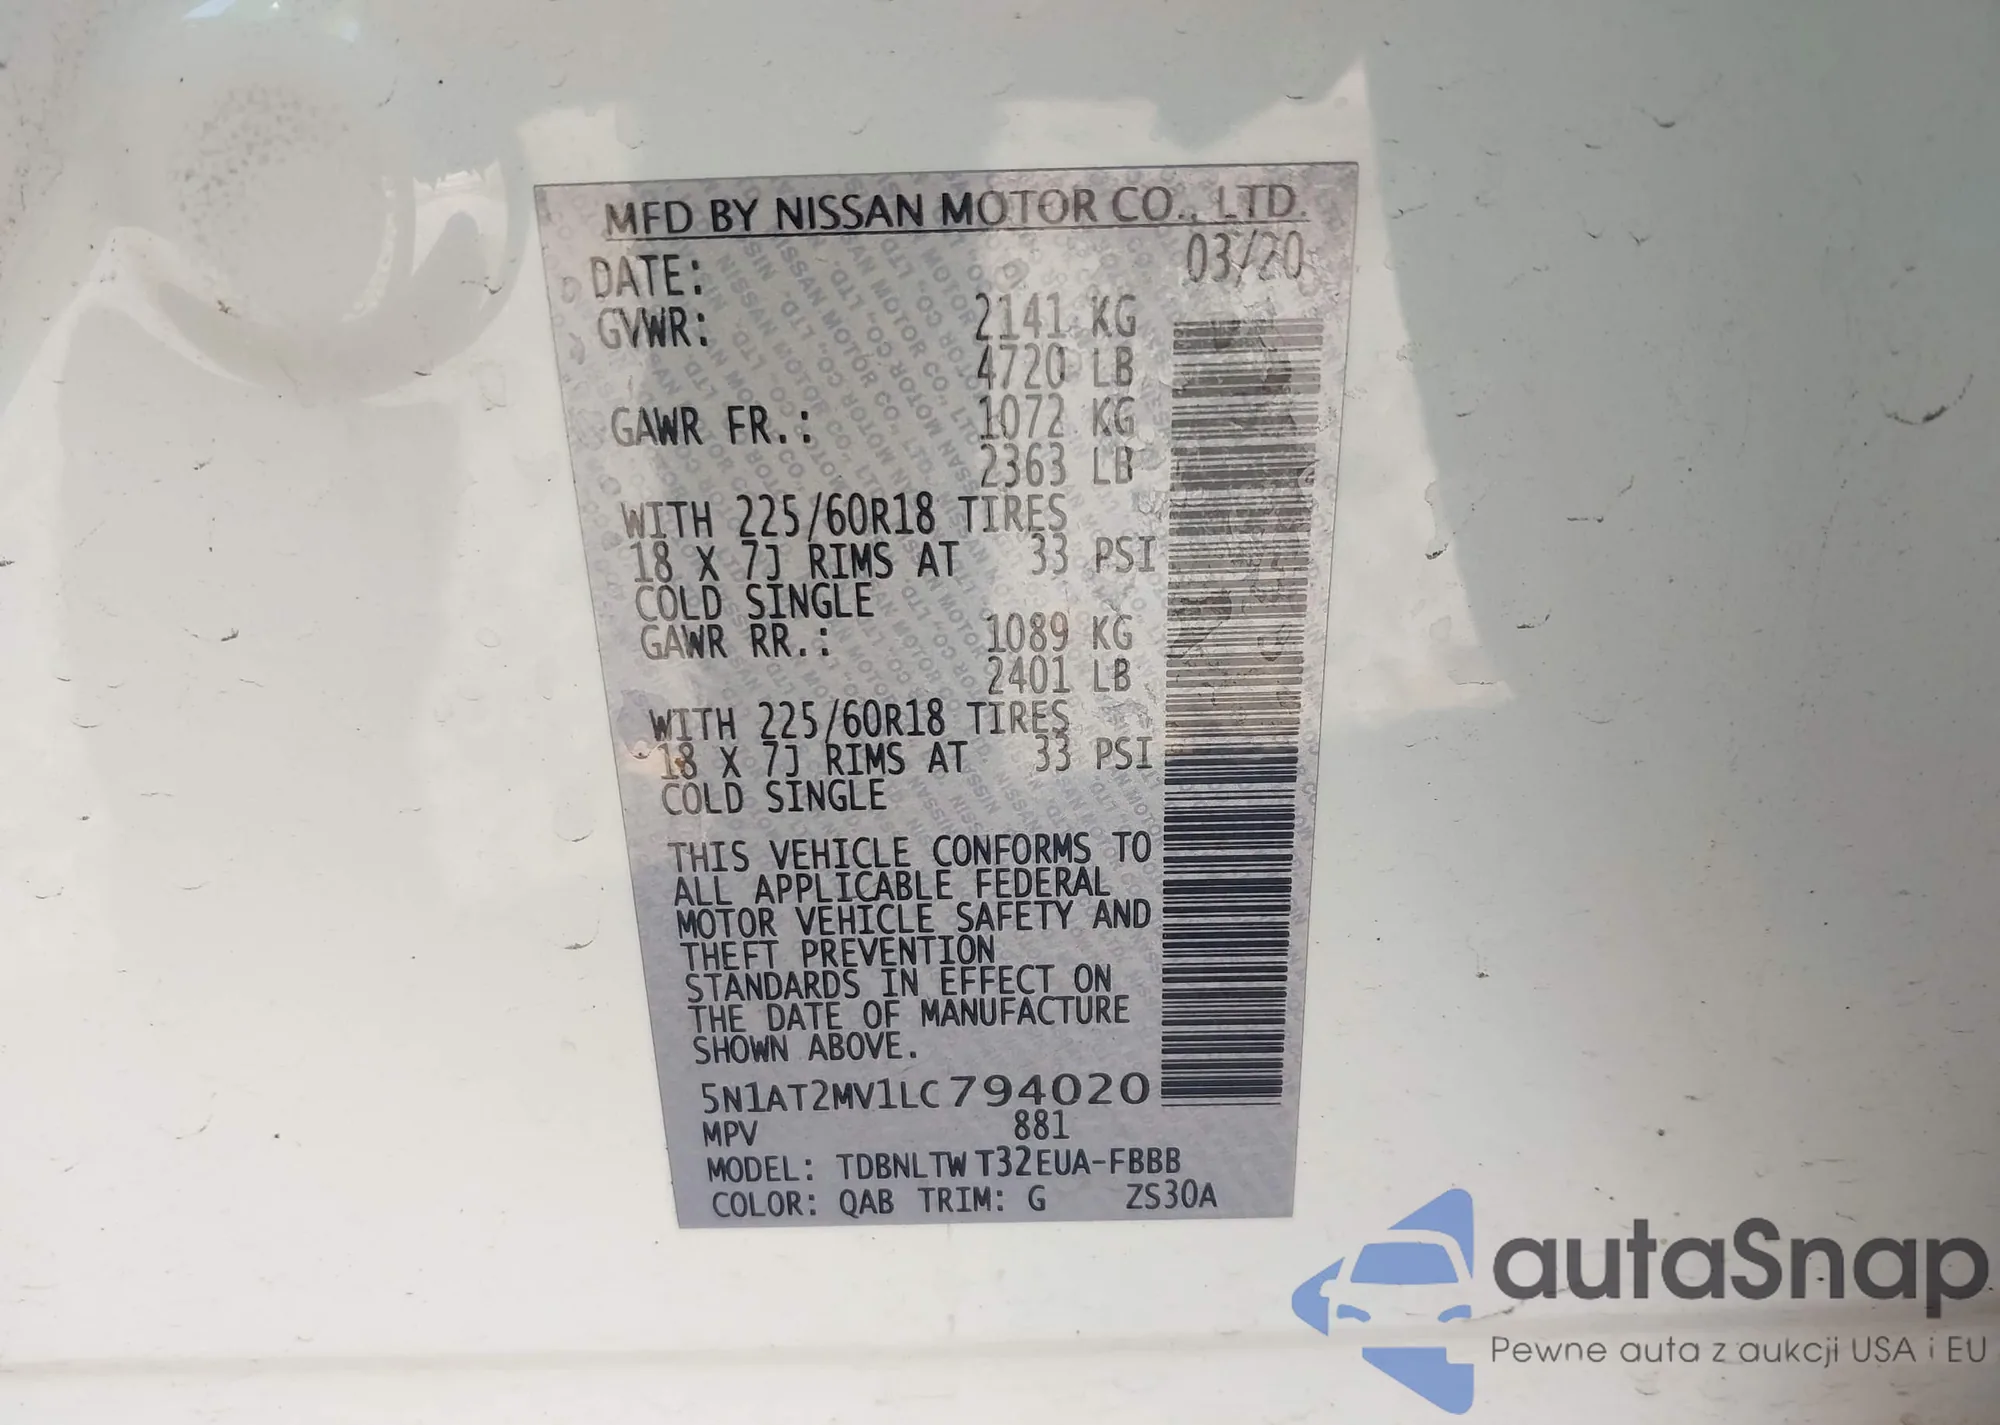 MFD BY NISSAN MOTOR CO., LTD.
DATE: 03/20
GVWR: 2141 KG
4720 LB
GAWR FR.: 1072 KG
2363 LB
WITH 225/60R18 TIRES
18 X 7J RIMS AT 33 PSI
COLD SINGLE
GAWR RR.: 1089 KG
2401 LB
WITH 225/60R18 TIRES
18 X 7J RIMS AT 33 PSI
COLD SINGLE
THIS VEHICLE CONFORMS TO
ALL APPLICABLE FEDERAL
MOTOR VEHICLE SAFETY AND
THEFT PREVENTION
STANDARDS IN EFFECT ON
THE DATE OF MANUFACTURE
SHOWN ABOVE.
5N1AT2MV1LC794020
MPV 881
MODEL: TDBNLTW T32EUA-FBBB
COLOR: QAB TRIM: G ZS30A
autaSnap
Pewne auta z aukcji USA i EU